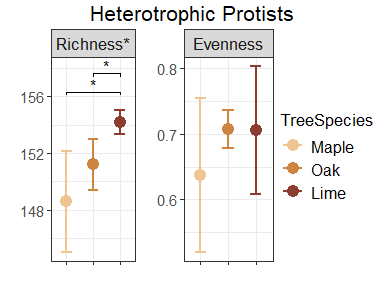 Heterotrophic Protists
Richness*
Evenness
*
*
156
152
148
0.8
0.7
0.6
TreeSpecies
Maple
Oak
Lime